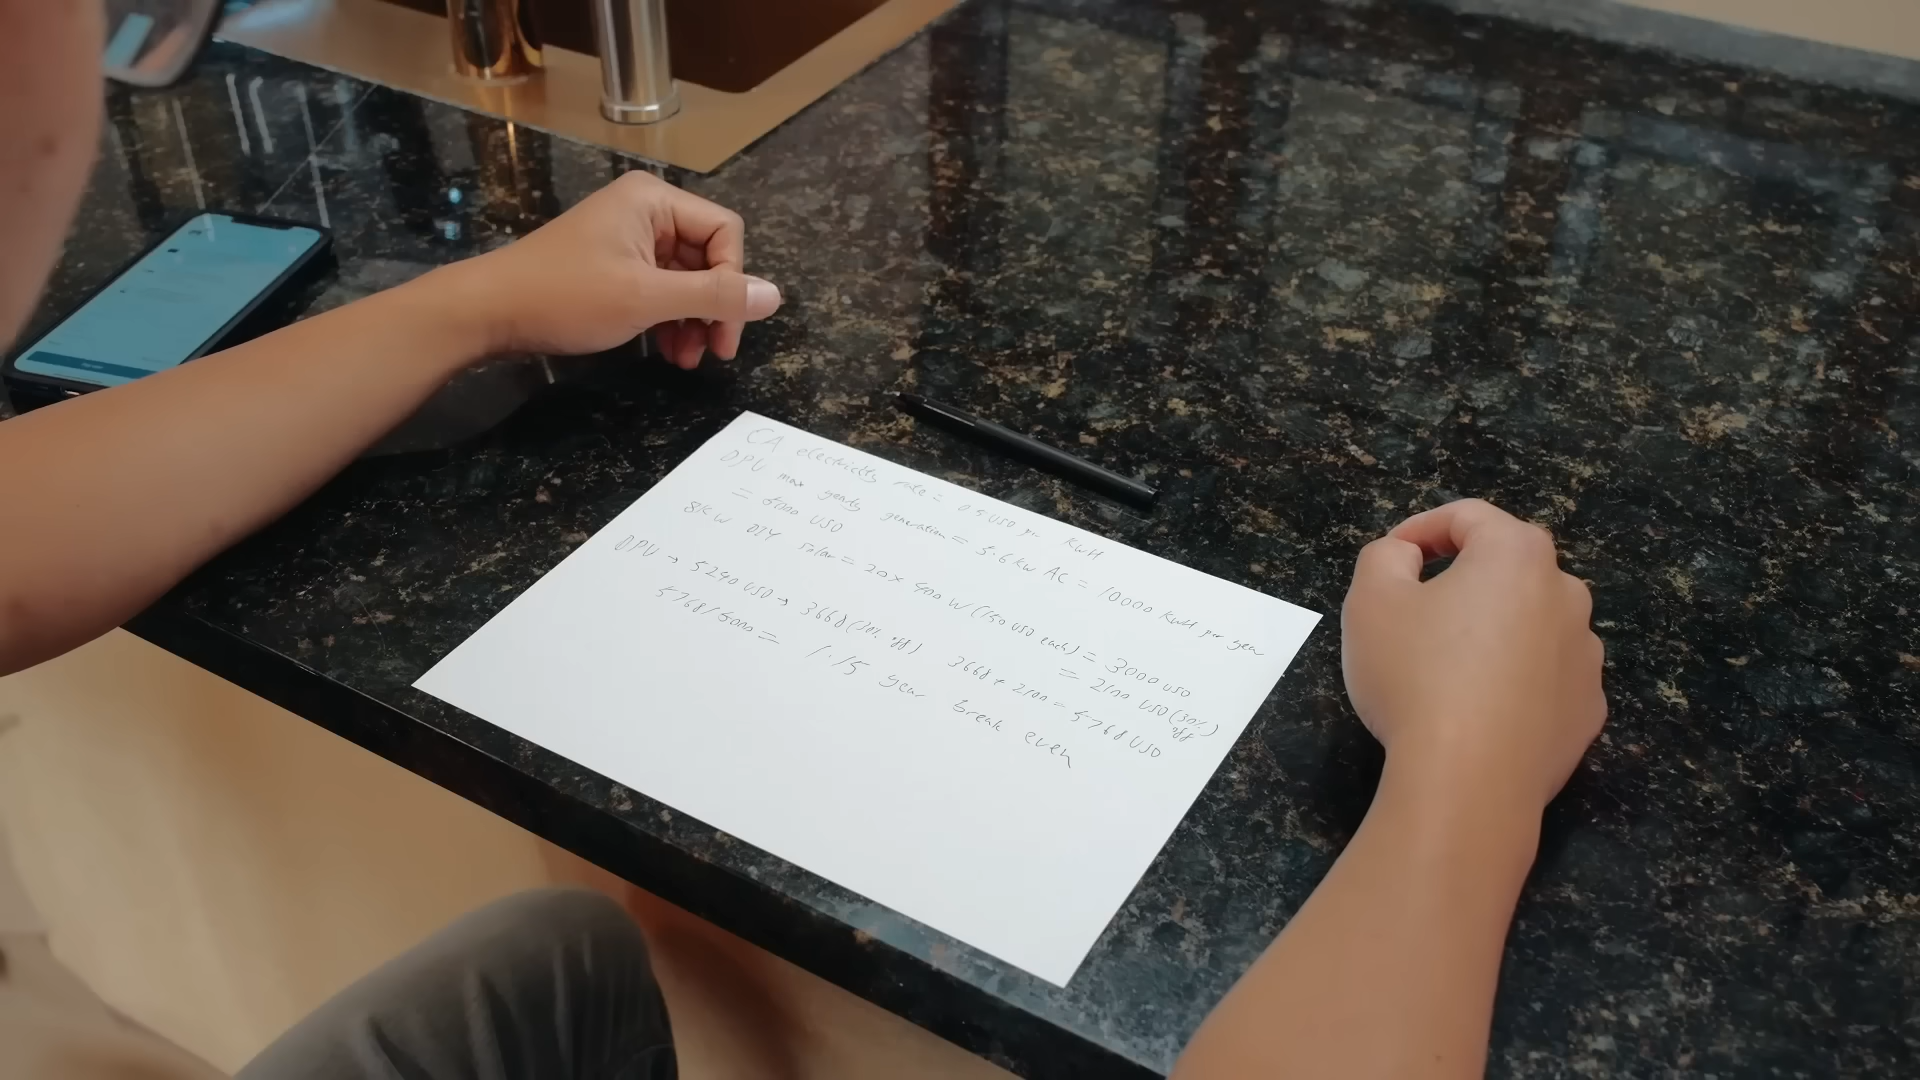 CA electricity rate = 0.5 USD per KWH
DPU max yearly generation = 5.6 KW AC = 10000 KWH per year
= 5000 USD
8KW DIY solar = 20 x 400 W (150 USD each) = 3000 USD
= 2100 USD (30% off)
DPU → 5240 USD → 3668 (30% off) 3668 + 2100 = 5768 USD
5768 / 5000 = 1.15 year break even